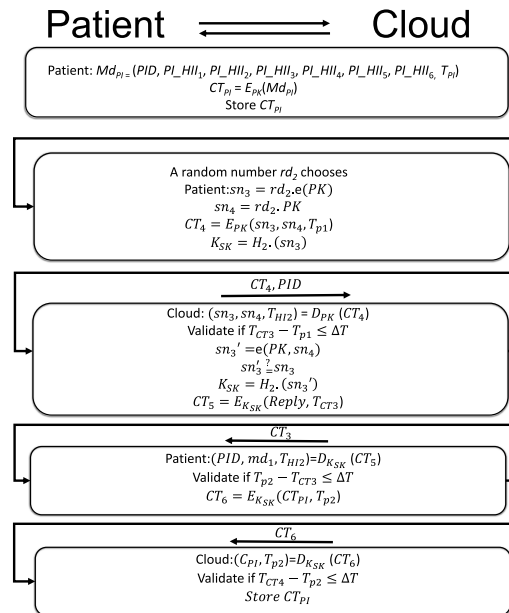 Patient Cloud
Patient: Md_PI = (PID, PI_HII_1, PI_HII_2, PI_HII_3, PI_HII_4, PI_HII_5, PI_HII_6, T_PI)
CT_PI = E_PK(Md_PI)
Store CT_PI
A random number rd_2 chooses
Patient:sn_3 = rd_2.e(PK)
sn_4 = rd_2.PK
CT_4 = E_PK(sn_3, sn_4, T_p1)
K_SK = H_2.(sn_3)
CT_4, PID
Cloud: (sn_3, sn_4, T_HI2) = D_PK (CT_4)
Validate if T_CT3 − T_p1 ≤ ΔT
sn_3′ =e(PK, sn_4)
sn_3′ ?= sn_3
K_SK = H_2.(sn_3′)
CT_5 = E_K_SK(Reply, T_CT3)
CT_3
Patient:(PID, md_1, T_HI2)=D_K_SK (CT_5)
Validate if T_p2 − T_CT3 ≤ ΔT
CT_6 = E_K_SK(CT_PI, T_p2)
CT_6
Cloud:(C_PI, T_p2)=D_K_SK (CT_6)
Validate if T_CT4 − T_p2 ≤ ΔT
Store CT_PI